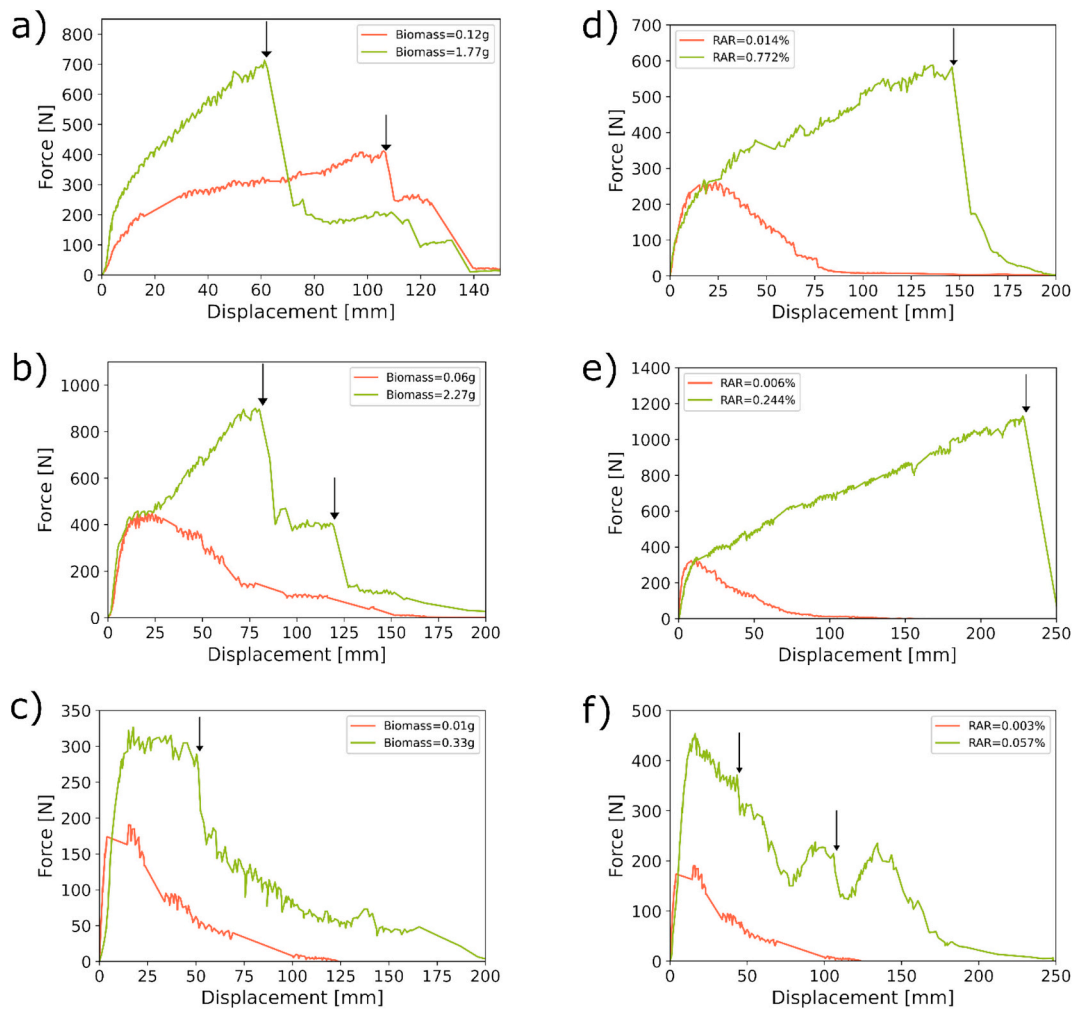 a)
800
700
600
500
400
300
200
100
0
Force [N]
Biomass=0.12g
Biomass=1.77g
0 20 40 60 80 100 120 140
Displacement [mm]
d)
700
600
500
400
300
200
100
0
Force [N]
RAR=0.014%
RAR=0.772%
0 25 50 75 100 125 150 175 200
Displacement [mm]
b)
1000
800
600
400
200
0
Force [N]
Biomass=0.06g
Biomass=2.27g
0 25 50 75 100 125 150 175 200
Displacement [mm]
e)
1400
1200
1000
800
600
400
200
0
Force [N]
RAR=0.006%
RAR=0.244%
0 50 100 150 200 250
Displacement [mm]
c)
350
300
250
200
150
100
50
0
Force [N]
Biomass=0.01g
Biomass=0.33g
0 25 50 75 100 125 150 175 200
Displacement [mm]
f)
500
400
300
200
100
0
Force [N]
RAR=0.003%
RAR=0.057%
0 50 100 150 200 250
Displacement [mm]